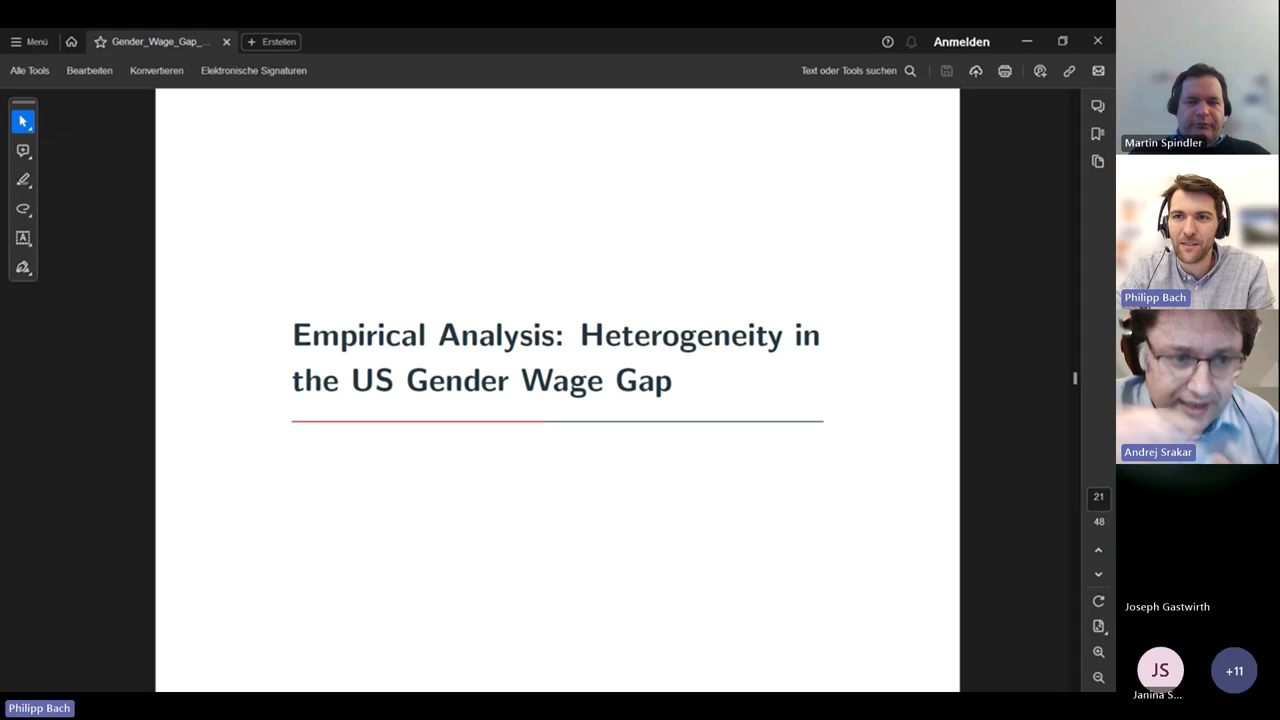 Menü
Gender_Wage_Gap_...
Erstellen
Anmelden
Alle Tools
Bearbeiten
Konvertieren
Elektronische Signaturen
Text oder Tools suchen
Empirical Analysis: Heterogeneity in
the US Gender Wage Gap
21
48
Martin Spindler
Philipp Bach
Andrej Srakar
Joseph Gastwirth
JS
Janina S...
+11
Philipp Bach